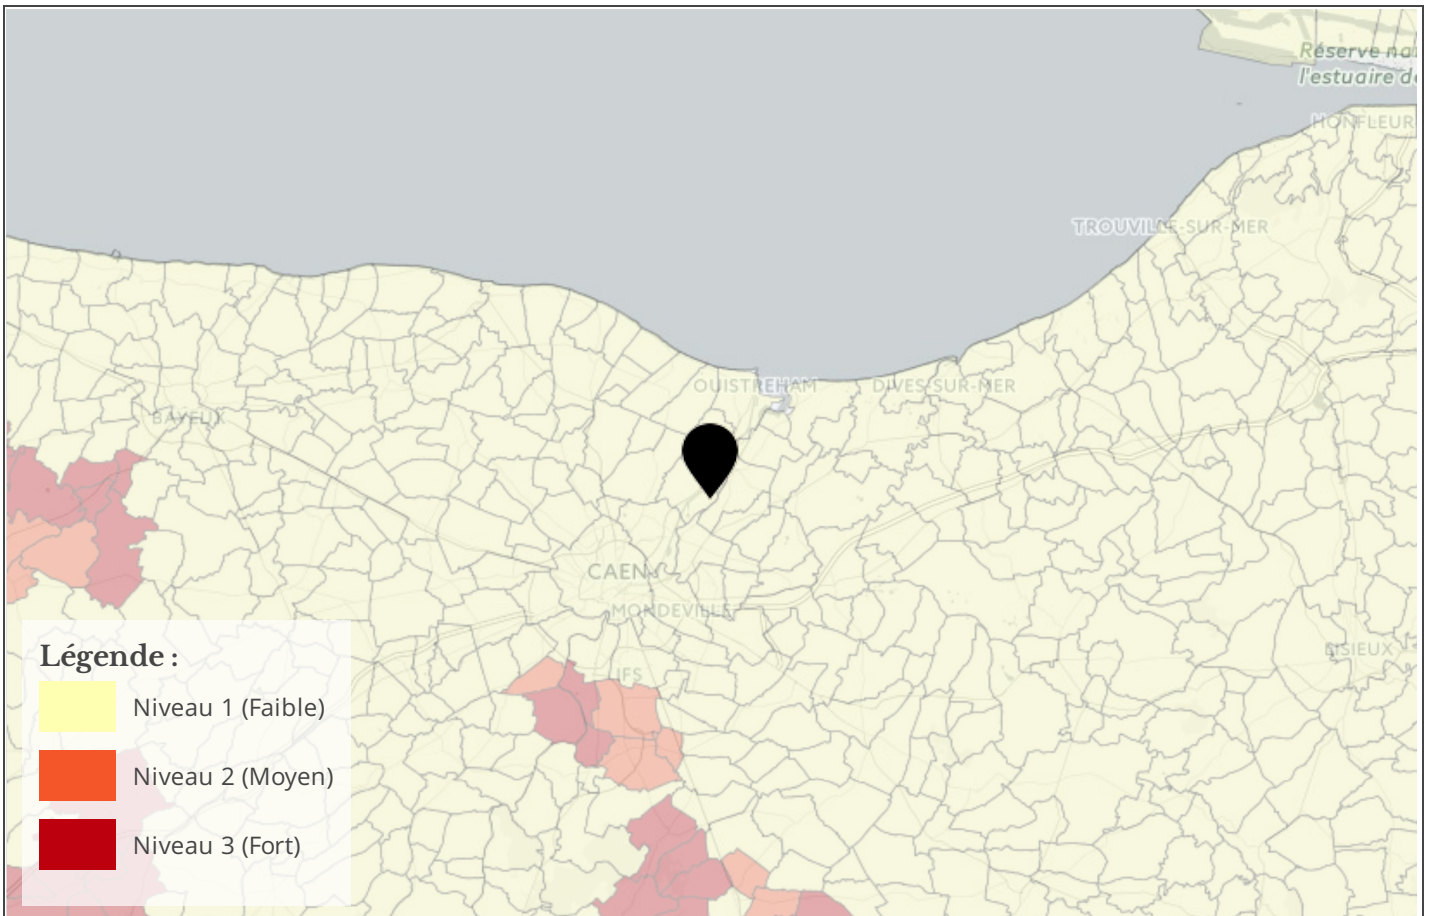 Réserve na
l'estuaire d
HONFLEUR
TROUVILLE-SUR-MER
OUISTREHAM
DIVES-SUR-MER
BAYEUX
CAEN
MONDEVILLE
LISIEUX
IFS
Légende :
Niveau 1 (Faible)
Niveau 2 (Moyen)
Niveau 3 (Fort)